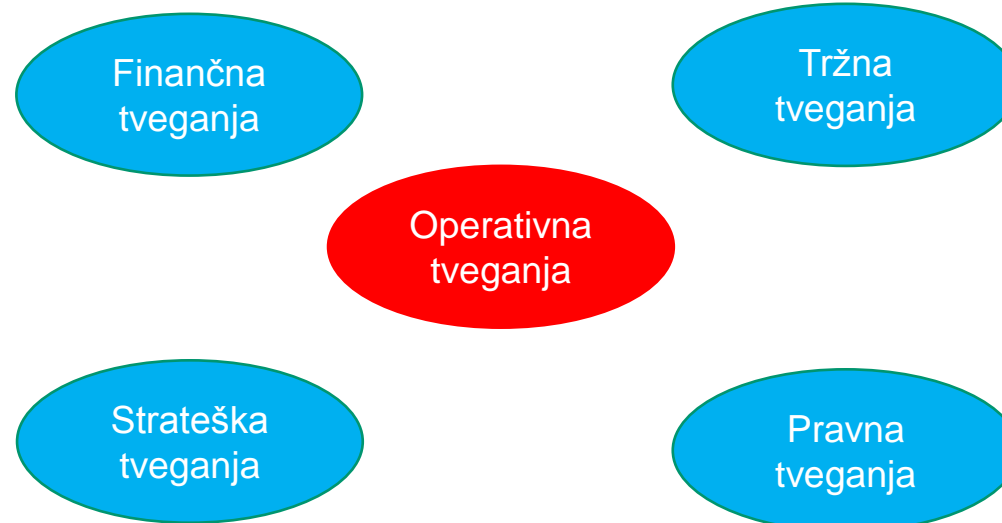 Finančna
tveganja
Tržna
tveganja
Operativna
tveganja
Strateška
tveganja
Pravna
tveganja